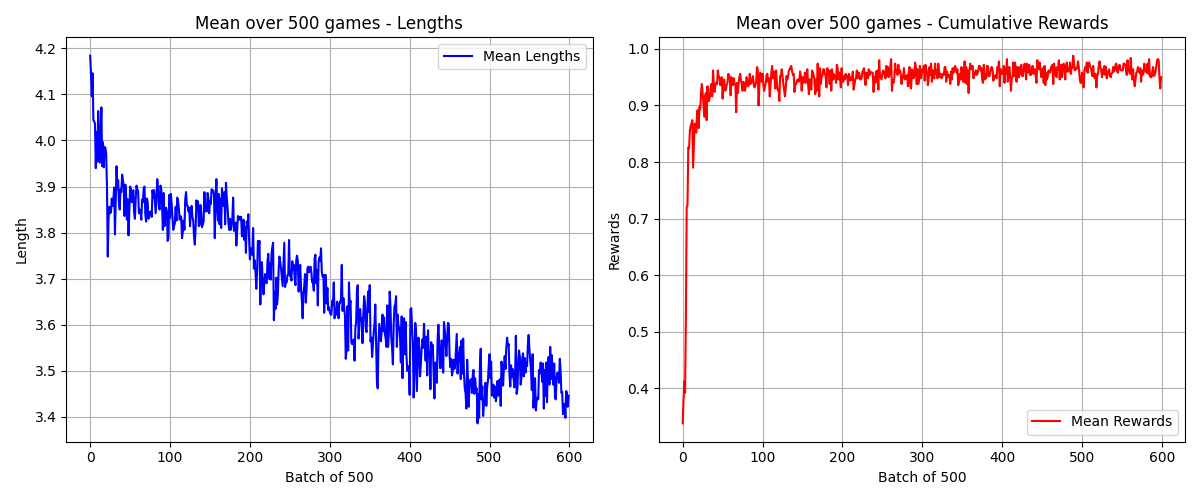 Mean over 500 games - Lengths
4.2
4.1
4.0
3.9
3.8
3.7
3.6
3.5
3.4
Length
Mean Lengths
0 100 200 300 400 500 600
Batch of 500
Mean over 500 games - Cumulative Rewards
1.0
0.9
0.8
0.7
0.6
0.5
0.4
Rewards
Mean Rewards
0 100 200 300 400 500 600
Batch of 500